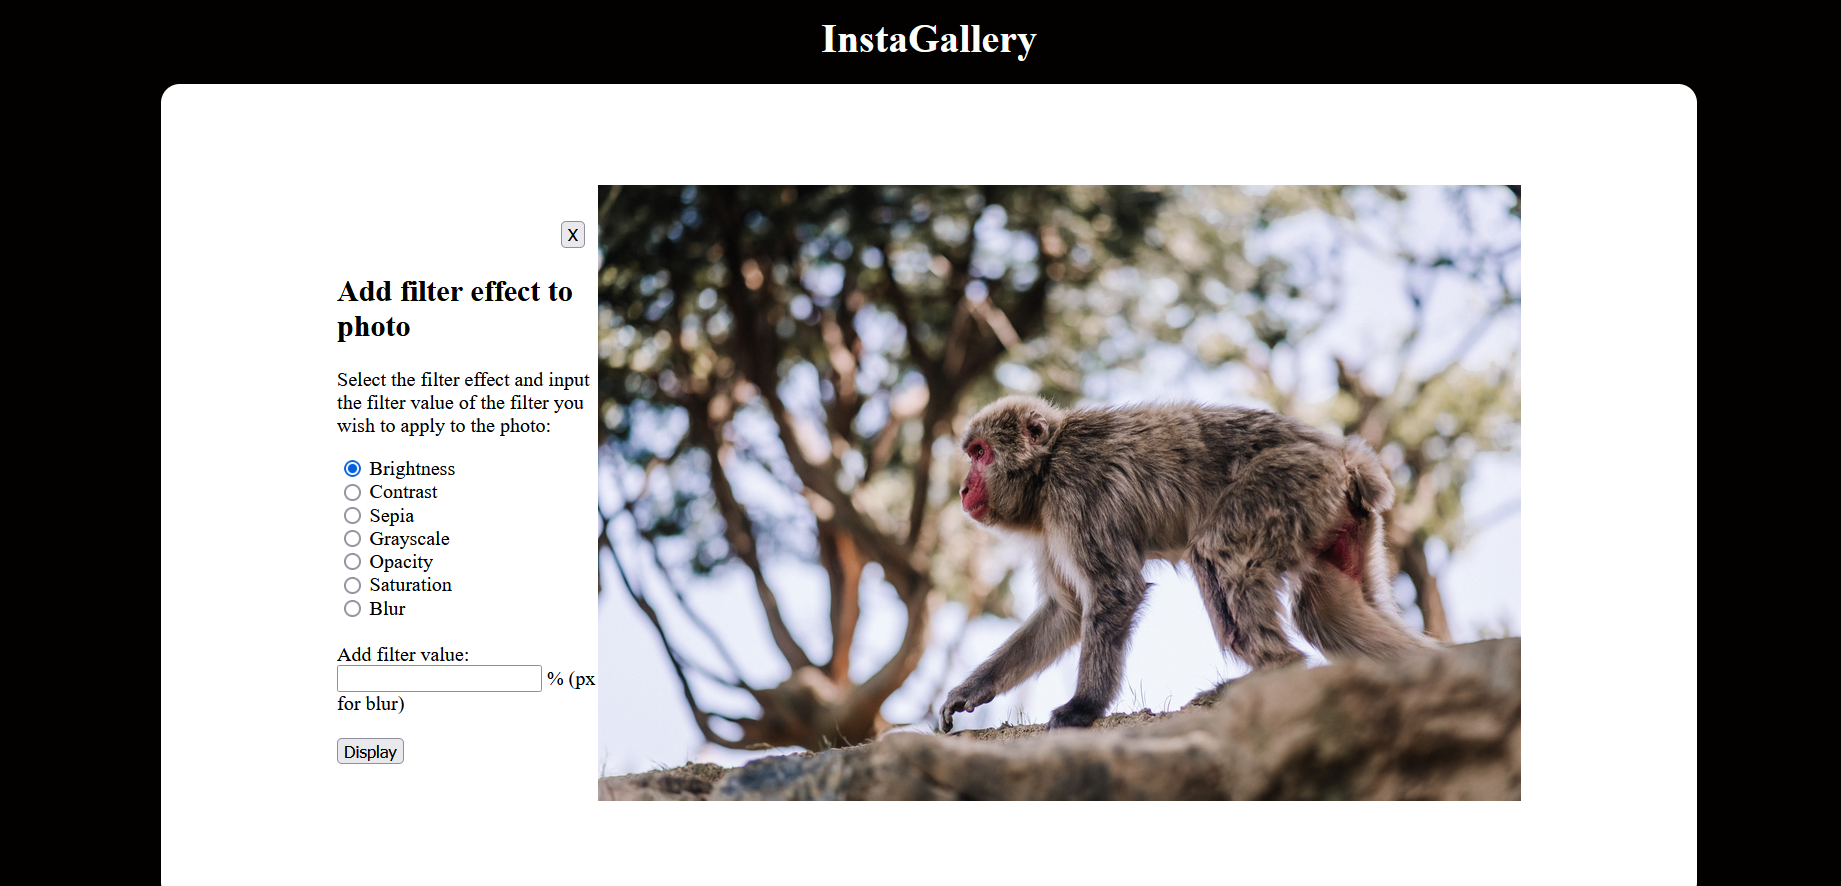 InstaGallery
X
Add filter effect to
photo
Select the filter effect and input
the filter value of the filter you
wish to apply to the photo:
Brightness
Contrast
Sepia
Grayscale
Opacity
Saturation
Blur
Add filter value:
% (px
for blur)
Display